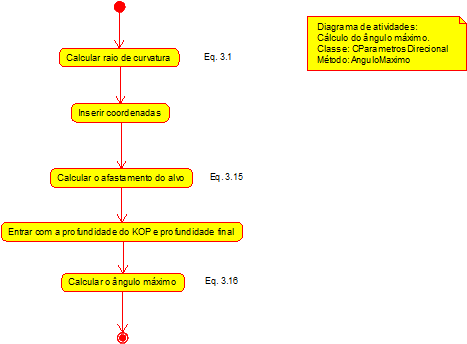 Diagrama de atividades:
Cálculo do ângulo máximo.
Classe: CParametrosDirecional
Método: AnguloMaximo
Calcular raio de curvatura
Eq. 3.1
Inserir coordenadas
Calcular o afastamento do alvo
Eq. 3.15
Entrar com a profundidade do KOP e profundidade final
Calcular o ângulo máximo
Eq. 3.16